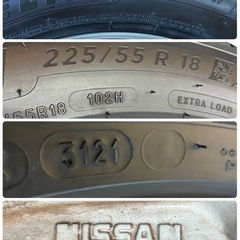 225/55 R 18
55R18 102H EXTRA LOAD
3121
NISSAN